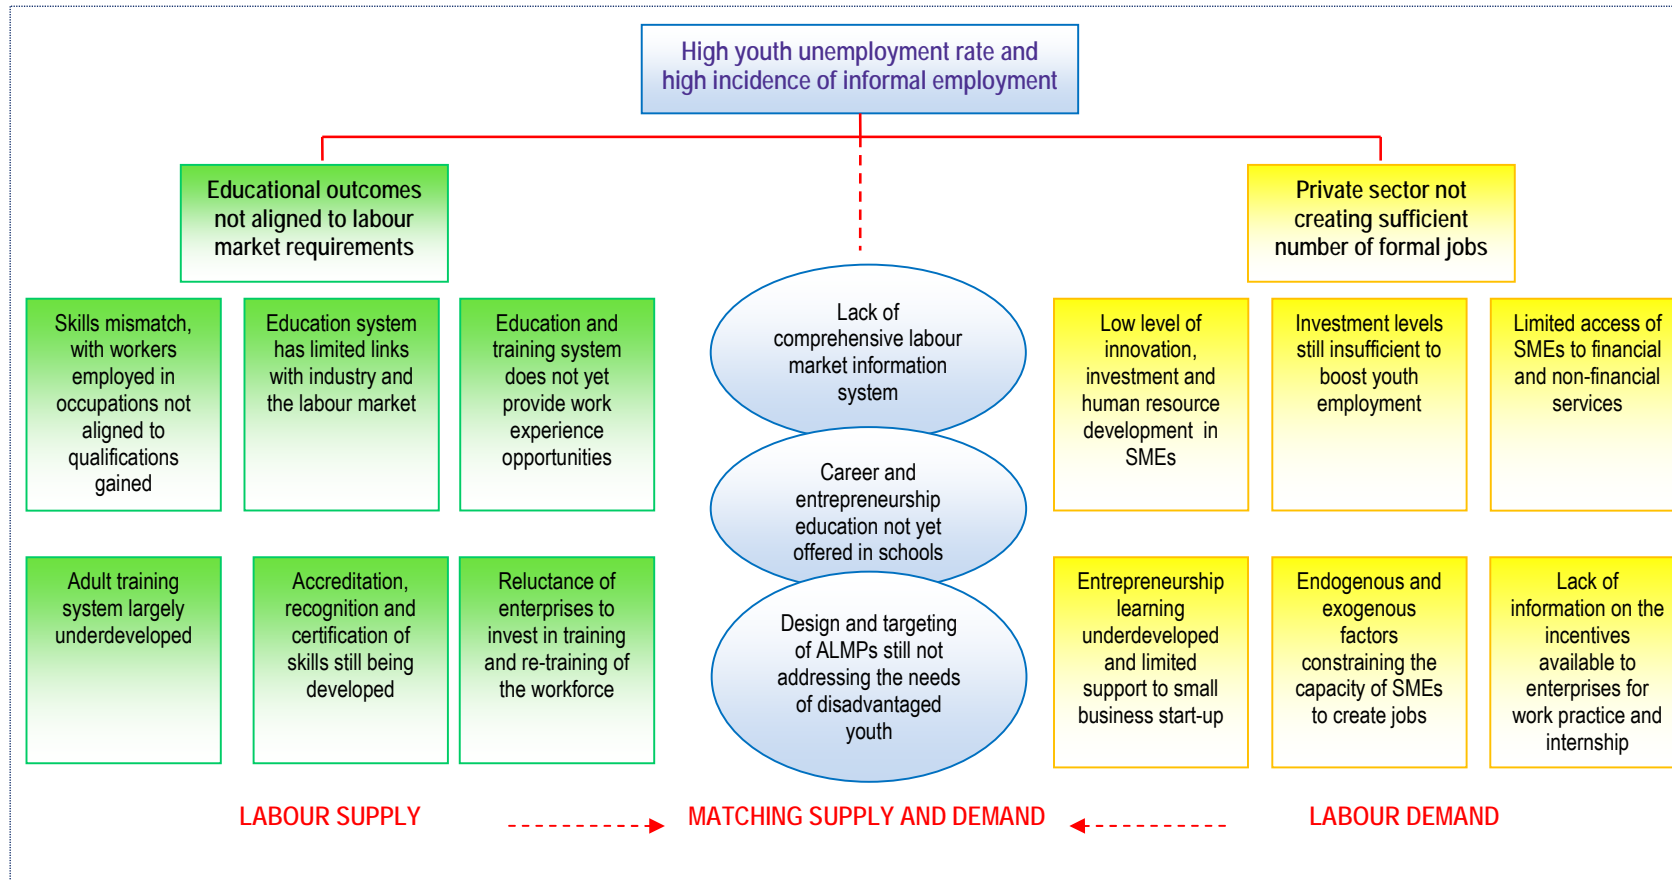 High youth unemployment rate and
high incidence of informal employment
Educational outcomes
not aligned to labour
market requirements
Private sector not
creating sufficient
number of formal jobs
Skills mismatch,
with workers
employed in
occupations not
aligned to
qualifications
gained
Education system
has limited links
with industry and
the labour market
Education and
training system
does not yet
provide work
experience
opportunities
Lack of
comprehensive labour
market information
system
Low level of
innovation,
investment and
human resource
development in
SMEs
Investment levels
still insufficient to
boost youth
employment
Limited access of
SMEs to financial
and non-financial
services
Career and
entrepreneurship
education not yet
offered in schools
Adult training
system largely
underdeveloped
Accreditation,
recognition and
certification of
skills still being
developed
Reluctance of
enterprises to
invest in training
and re-training of
the workforce
Design and targeting
of ALMPs still not
addressing the needs
of disadvantaged
youth
Entrepreneurship
learning
underdeveloped
and limited
support to small
business start-up
Endogenous and
exogenous
factors
constraining the
capacity of SMEs
to create jobs
Lack of
information on the
incentives
available to
enterprises for
work practice and
internship
LABOUR SUPPLY
MATCHING SUPPLY AND DEMAND
LABOUR DEMAND